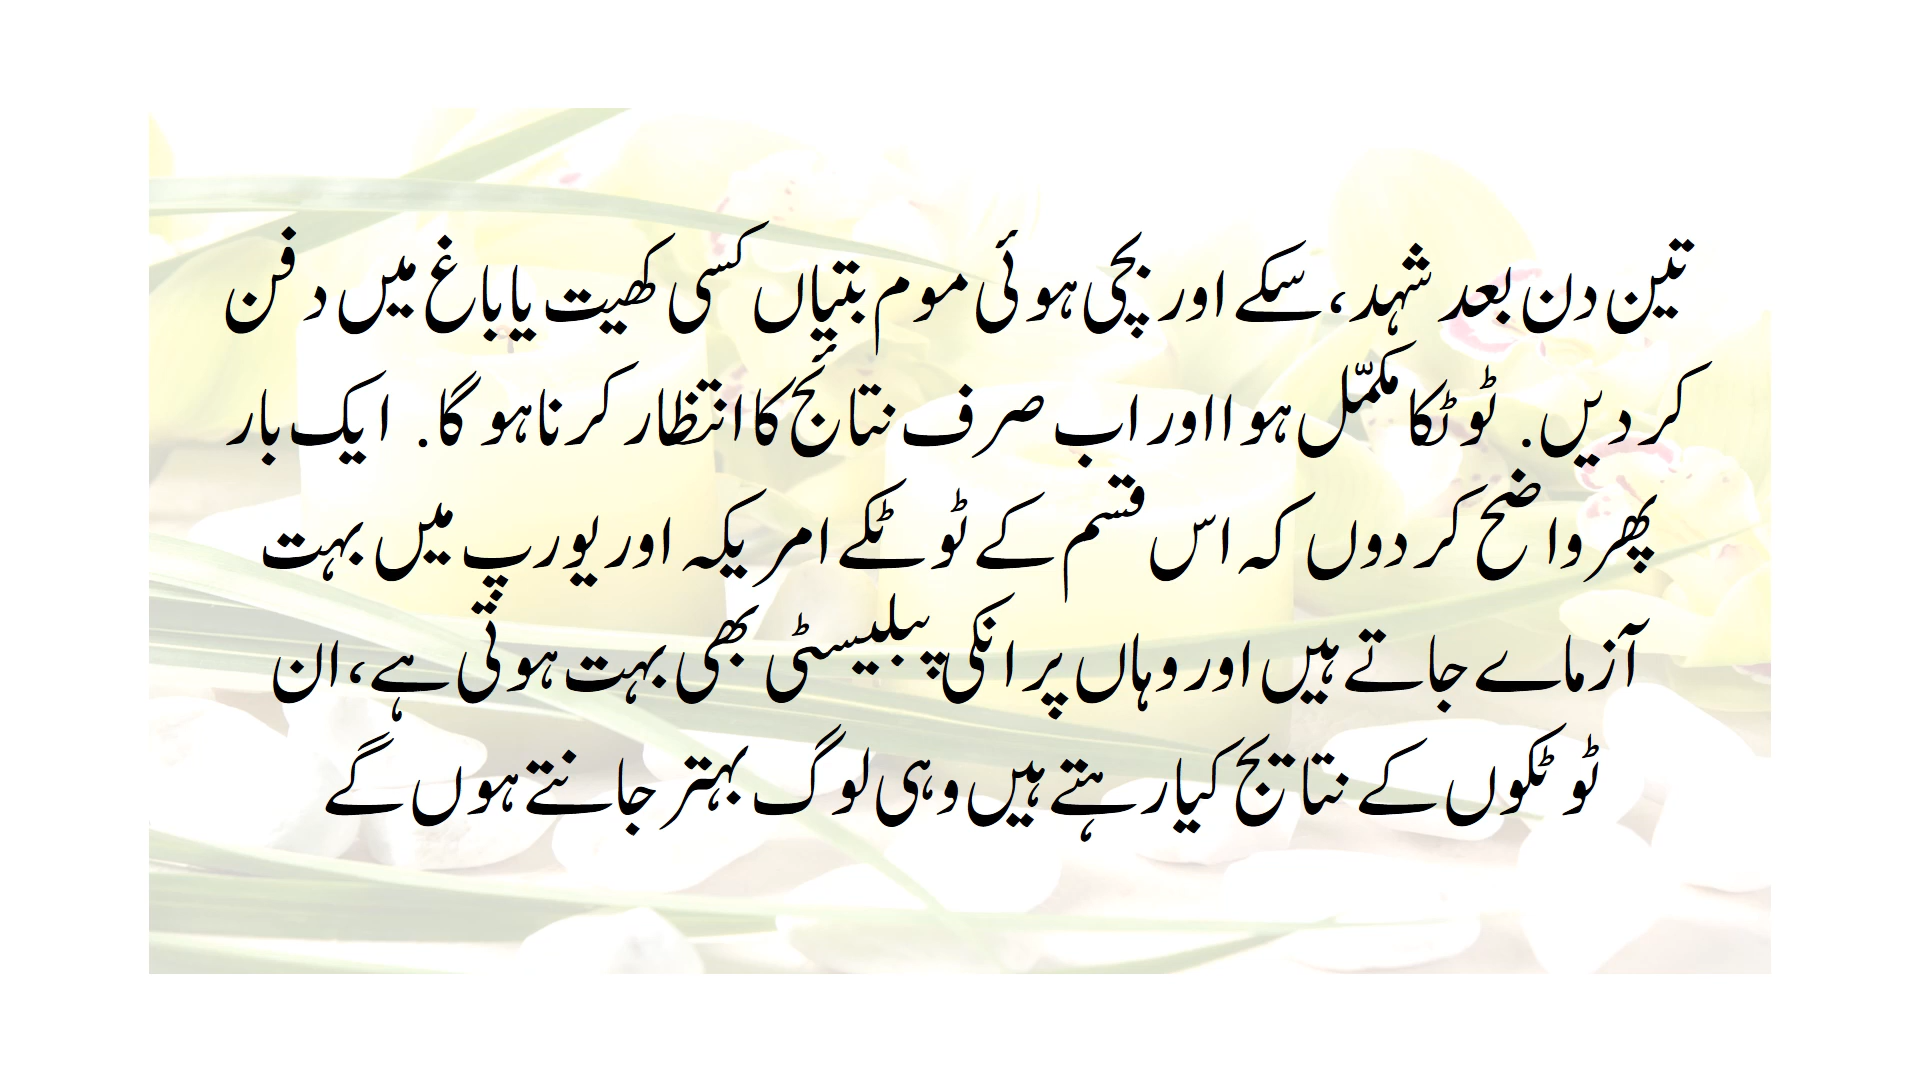 تین دن بعد شہد، سکے اور بچی ہوئی موم بتیاں کسی کھیت یا باغ میں دفن
کر دیں. ٹوٹکا مکمّل ہوا اور اب صرف نتائج کا انتظار کرنا ہو گا. ایک بار
پھر واضح کر دوں کہ اس قسم کے ٹوٹکے امریکہ اور یورپ میں بہت
آزماے جاتے ہیں اور وہاں پر انکی پبلیسٹی بھی بہت ہوتی ہے، ان
ٹوٹکوں کے نتایج کیا رہتے ہیں وہی لوگ بہتر جانتے ہوں گے